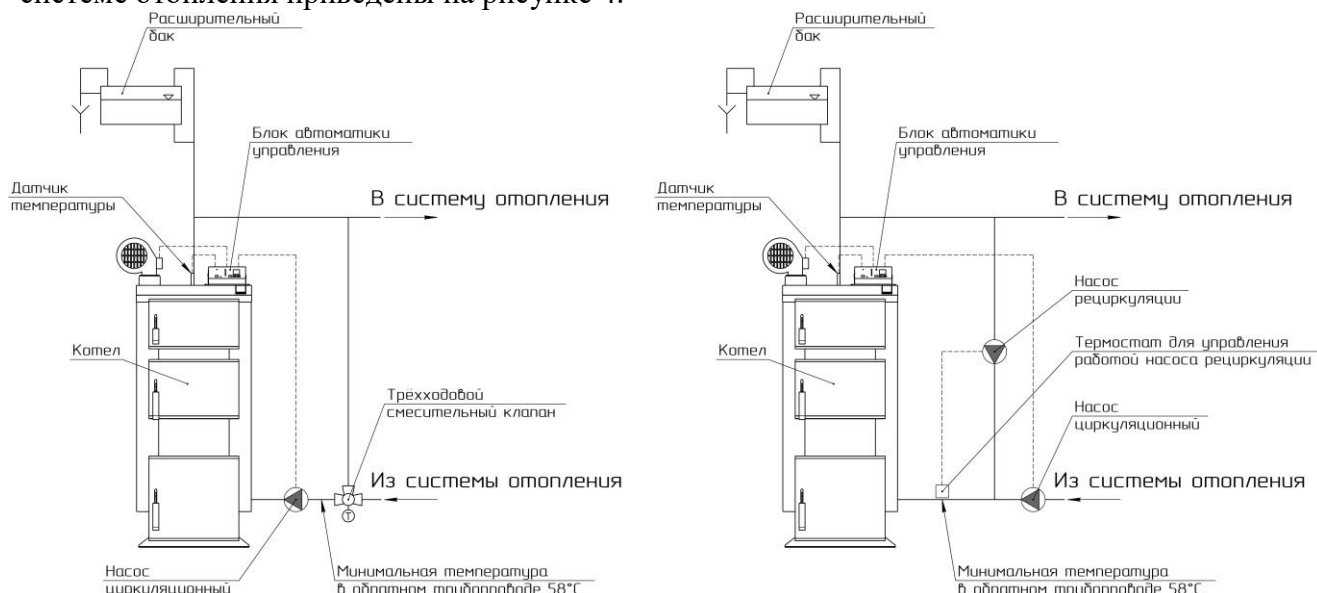 системе отопления приведены на рисунке 4.
Расширительный
бак
Блок автоматики
управления
Датчик
температуры
В систему отопления
Котел
Трёхходовой
смесительный клапан
Из системы отопления
Насос
циркуляционный
Минимальная температура
в обратном трубопроводе 58°С
Т
Расширительный
бак
Блок автоматики
управления
Датчик
температуры
В систему отопления
Насос
рециркуляции
Котел
Термостат для управления
работой насоса рециркуляции
Насос
циркуляционный
Из системы отопления
Минимальная температура
в обратном трубопроводе 58°С